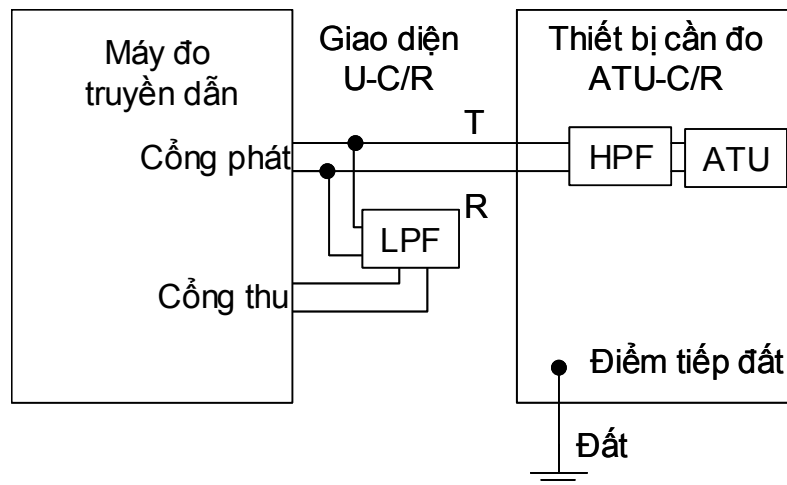 Máy đo
truyền dẫn
Giao diện
U-C/R
Thiết bị cần đo
ATU-C/R
T
Cổng phát
HPF
ATU
R
LPF
Cổng thu
Điểm tiếp đất
Đất